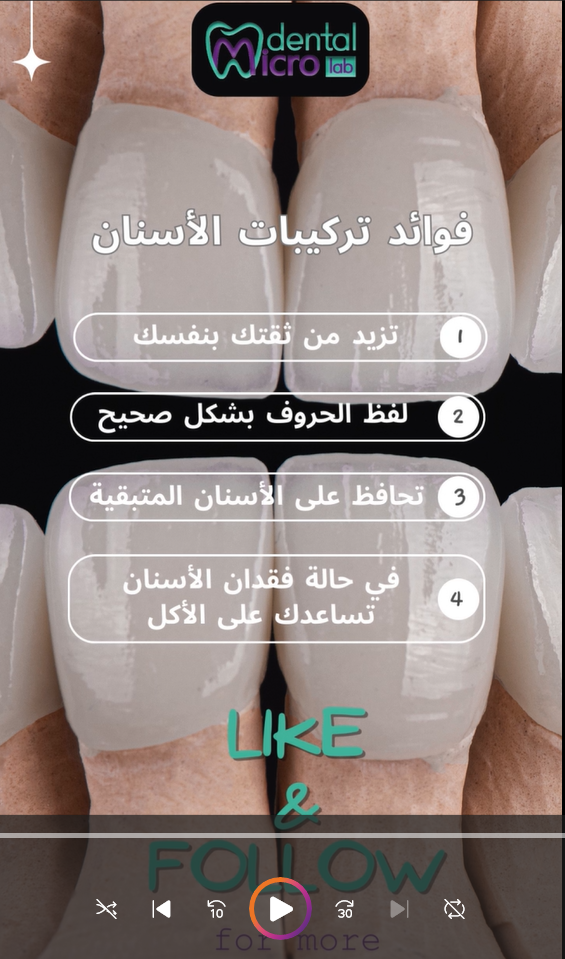 dental
Micro lab
فوائد تركيبات الأسنان
1 تزيد من ثقتك بنفسك
2 لفظ الحروف بشكل صحيح
3 تحافظ على الأسنان المتبقية
4 في حالة فقدان الأسنان
تساعدك على الأكل
LIKE
&
FOLLOW
for more
10
30